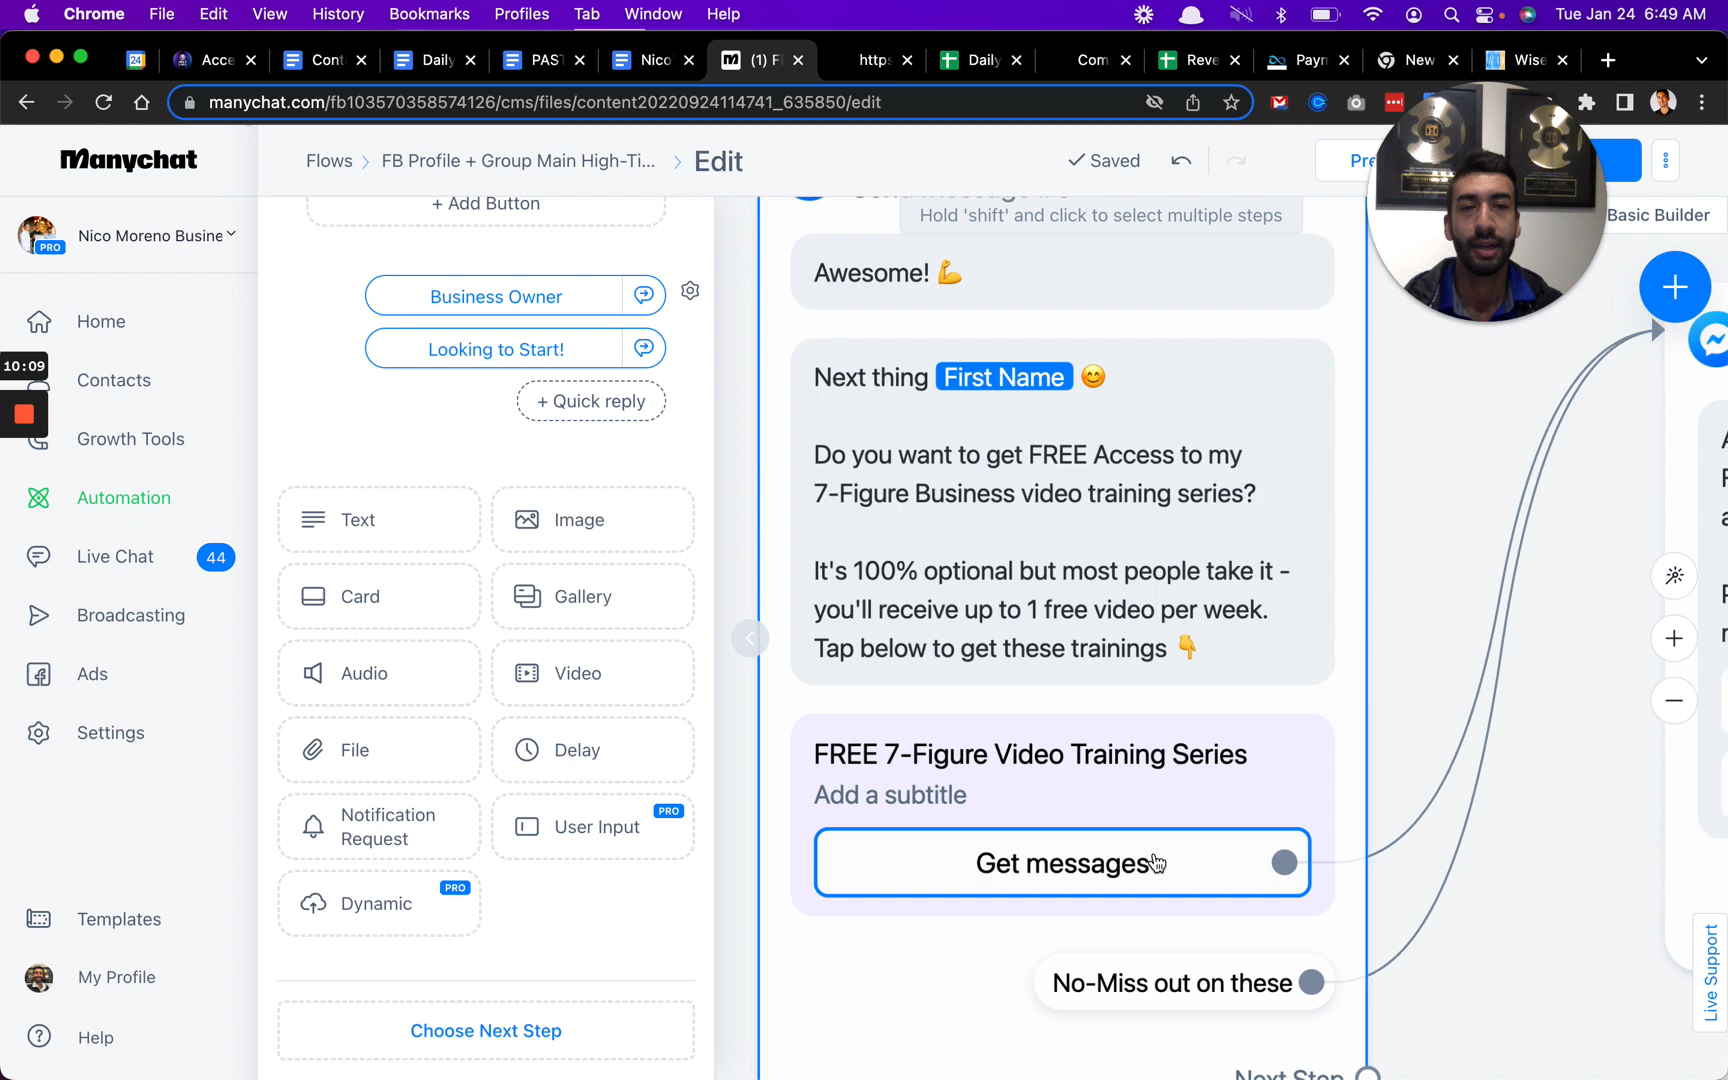 Chrome File Edit View History Bookmarks Profiles Tab Window Help Tue Jan 24 6:49 AM
24 Acce Cont Daily PAST Nico (1) F https Daily Com Reve Paym New Wise
manychat.com/fb103570358574126/cms/files/content20220924114741_635850/edit
Manychat
Flows > FB Profile + Group Main High-Ti... > Edit
Saved
Pre
Nico Moreno Busine
PRO
Home
10:09
Contacts
Growth Tools
Automation
Live Chat 44
Broadcasting
Ads
Settings
Templates
My Profile
Help
+ Add Button
Business Owner
Looking to Start!
+ Quick reply
Text
Image
Card
Gallery
Audio
Video
File
Delay
Notification
Request
User Input PRO
Dynamic PRO
Choose Next Step
Hold 'shift' and click to select multiple steps
Basic Builder
Awesome! 💪
Next thing First Name 😊
Do you want to get FREE Access to my
7-Figure Business video training series?
It's 100% optional but most people take it -
you'll receive up to 1 free video per week.
Tap below to get these trainings 👇
FREE 7-Figure Video Training Series
Add a subtitle
Get messages
No-Miss out on these
Next Step
Live Support